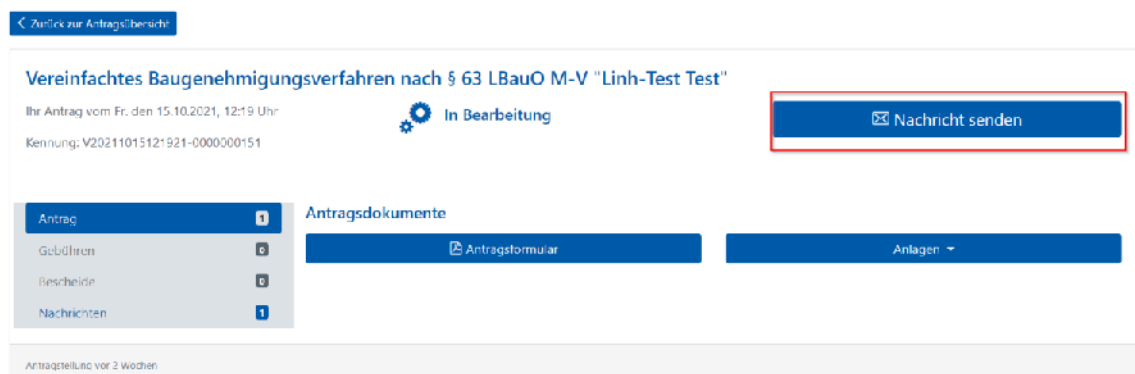 Zurück zur Antragsübersicht
Vereinfachtes Baugenehmigungsverfahren nach § 63 LBauO M-V "Linh-Test Test"
Ihr Antrag vom Fr. den 15.10.2021, 12:19 Uhr
In Bearbeitung
Nachricht senden
Kennung: V20211015121921-0000000151
Antrag 1
Gebühren 0
Bescheide 0
Nachrichten 1
Antragsdokumente
Antragsformular
Anlagen
Antragstellung vor 2 Wochen